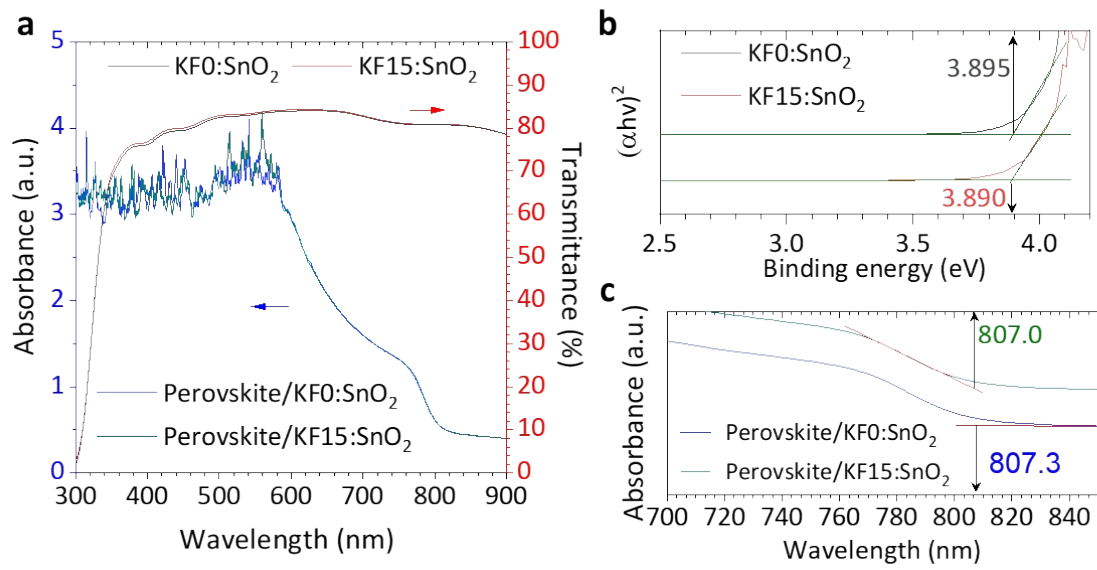 a
5
4
3
2
1
0
Absorbance (a.u.)
KF0:SnO₂
KF15:SnO₂
Perovskite/KF0:SnO₂
Perovskite/KF15:SnO₂
100
90
80
70
60
50
40
30
20
10
0
Transmittance (%)
300 400 500 600 700 800 900
Wavelength (nm)
b
KF0:SnO₂
KF15:SnO₂
3.895
3.890
(αhν)²
2.5 3.0 3.5 4.0
Binding energy (eV)
c
807.0
Perovskite/KF0:SnO₂
Perovskite/KF15:SnO₂
807.3
Absorbance (a.u.)
700 720 740 760 780 800 820 840
Wavelength (nm)